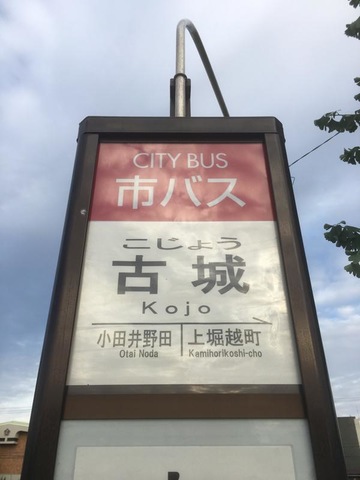 CITY BUS
市バス
こじょう
古城
Kojo
小田井野田 上堀越町
Otai Noda Kamihorikoshi-cho